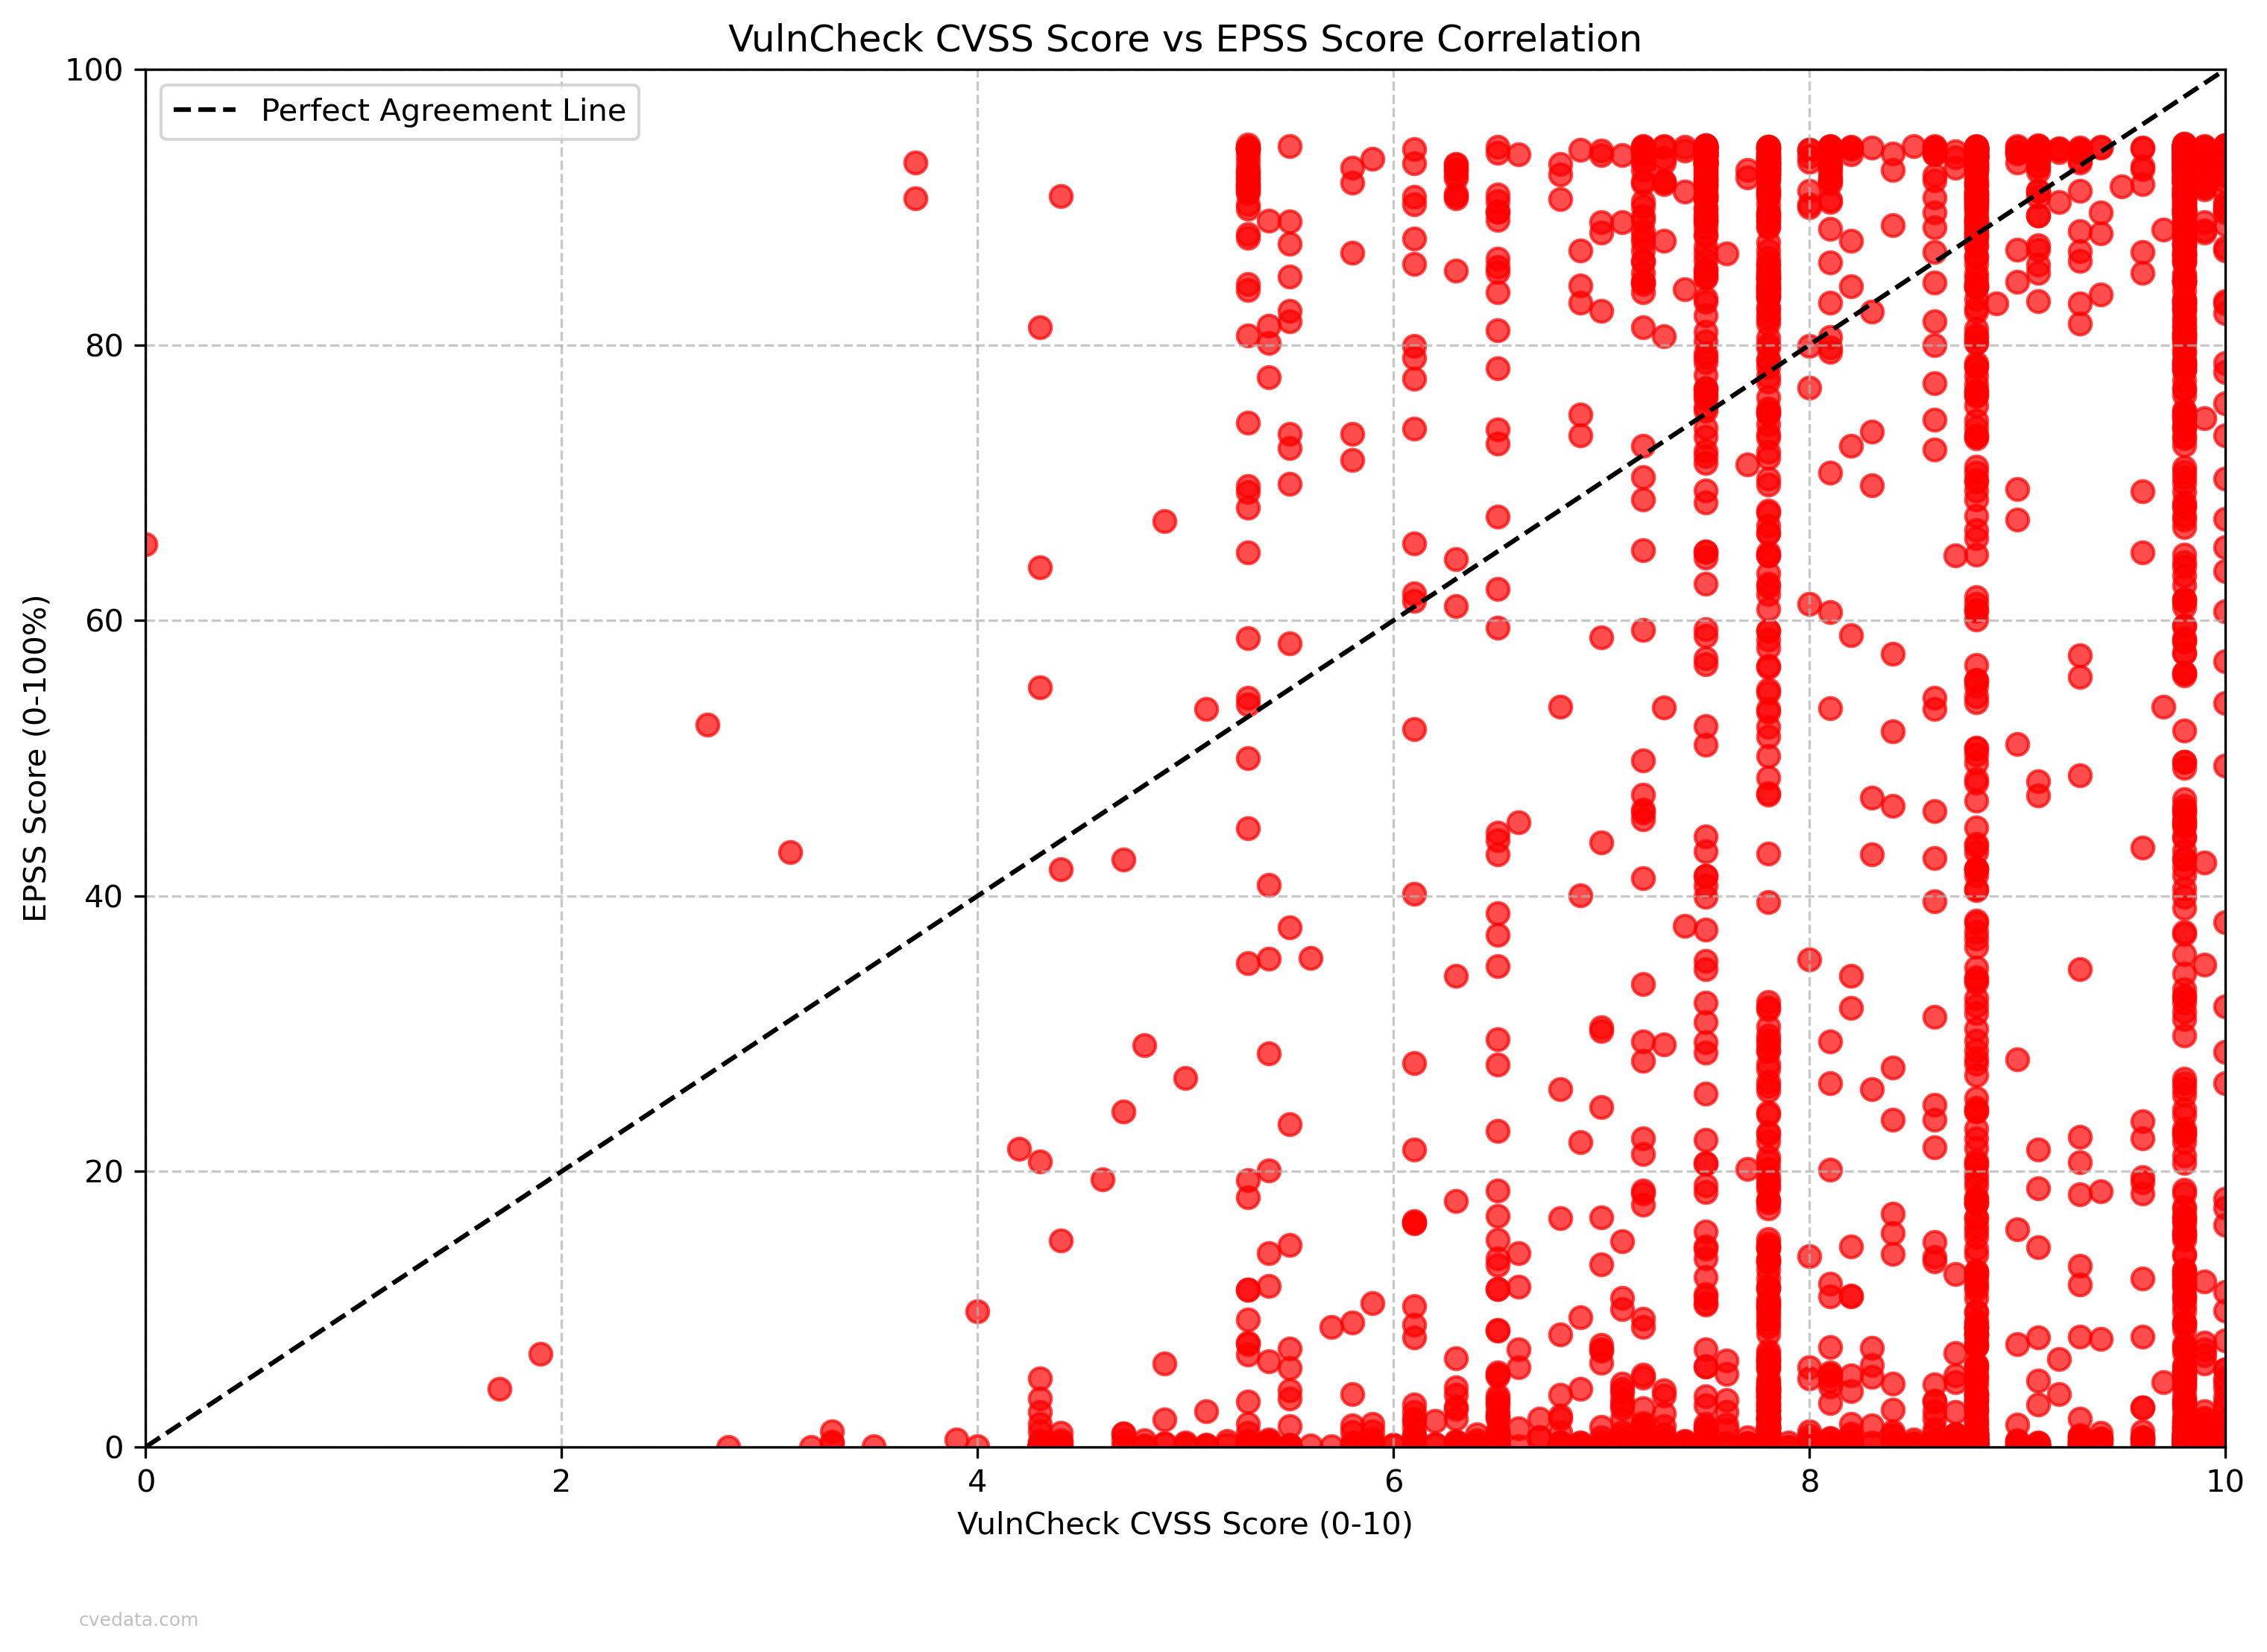 VulnCheck CVSS Score vs EPSS Score Correlation
Perfect Agreement Line
EPSS Score (0-100%)
100
80
60
40
20
0
0 2 4 6 8 10
VulnCheck CVSS Score (0-10)
cvedata.com